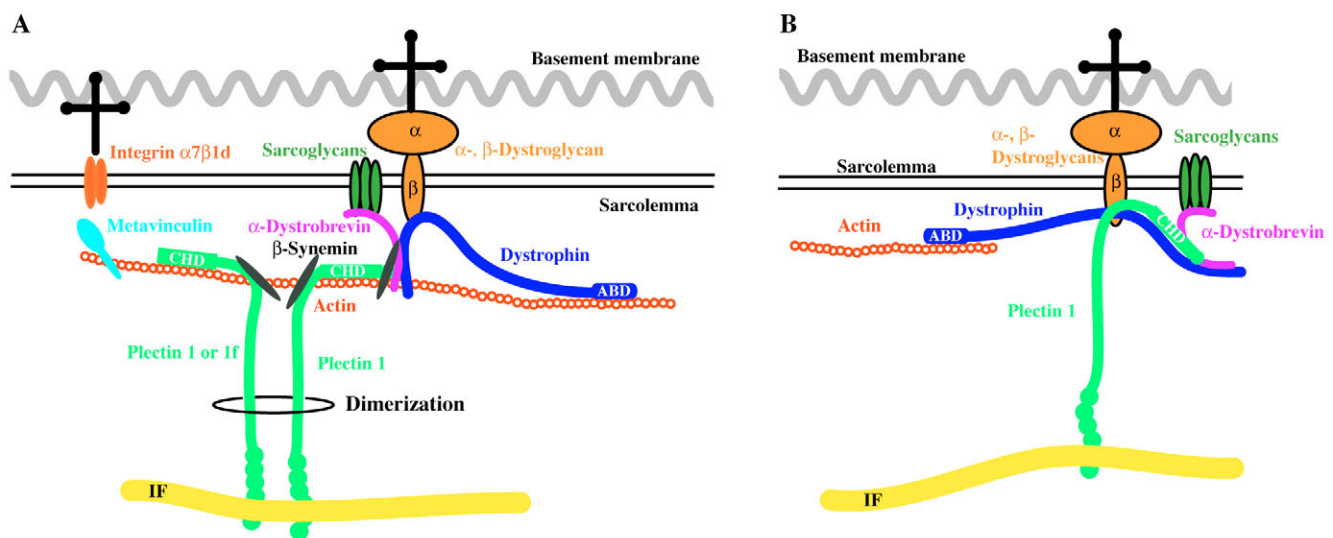 A
Basement membrane
α
Integrin α7β1d
Sarcoglycans
α-, β-Dystroglycan
β
Sarcolemma
Metavinculin
α-Dystrobrevin
β-Synemin
Dystrophin
CHD
CHD
ABD
Actin
Plectin 1 or 1f
Plectin 1
Dimerization
IF
B
Basement membrane
α
α-, β-
Dystroglycans
Sarcoglycans
Sarcolemma
β
Dystrophin
Actin
ABD
CHD
α-Dystrobrevin
Plectin 1
IF